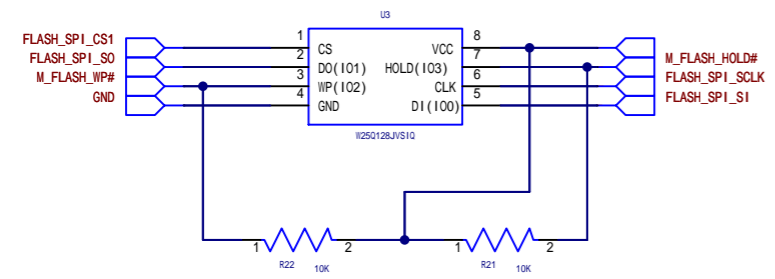 U3
FLASH_SPI_CS1
FLASH_SPI_SO
M_FLASH_WP#
GND
1
2
3
4
CS
DO(IO1)
WP(IO2)
GND
VCC
HOLD(IO3)
CLK
DI(IO0)
8
7
6
5
M_FLASH_HOLD#
FLASH_SPI_SCLK
FLASH_SPI_SI
W25Q128JVSIQ
1
2
R22
10K
1
2
R21
10K